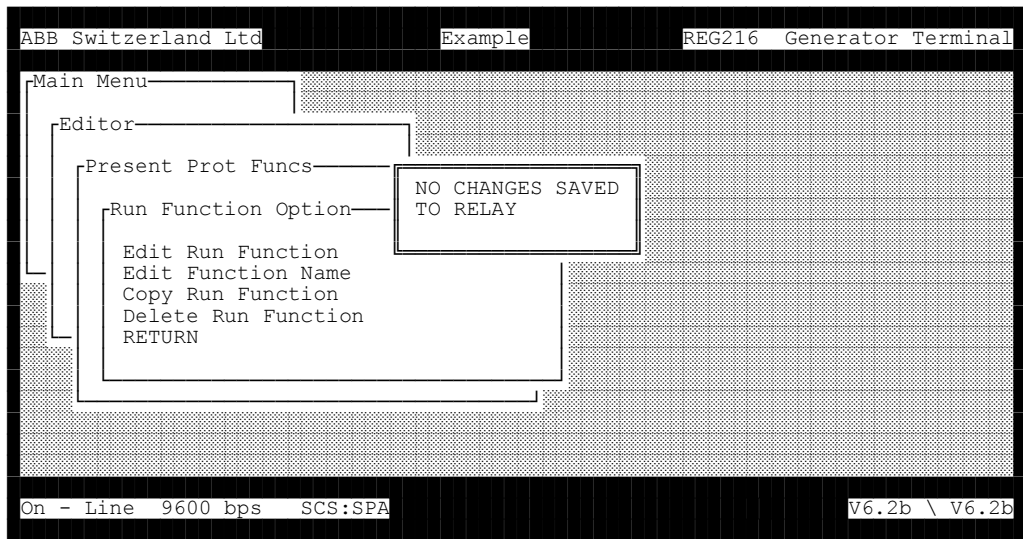 ABB Switzerland Ltd Example REG216 Generator Terminal
Main Menu
Editor
Present Prot Funcs
NO CHANGES SAVED
TO RELAY
Run Function Option
Edit Run Function
Edit Function Name
Copy Run Function
Delete Run Function
RETURN
On - Line 9600 bps SCS:SPA V6.2b \ V6.2b